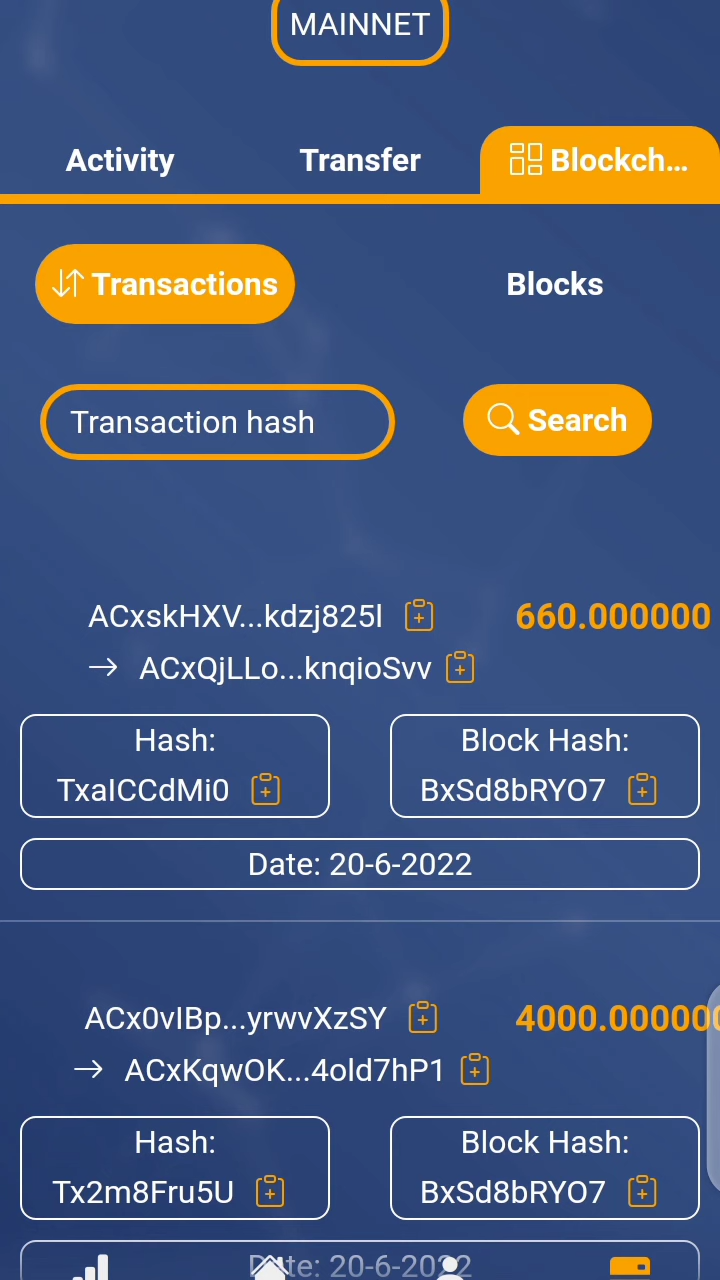 MAINNET
Activity Transfer Blockch...
Transactions Blocks
Transaction hash Search
ACxskHXV...kdzj825l 660.000000
→ ACxQjLLo...knqioSvv
Hash: Block Hash:
TxaICCdMi0 BxSd8bRYO7
Date: 20-6-2022
ACx0vIBp...yrwvXzSY 4000.000000
→ ACxKqwOK...4old7hP1
Hash: Block Hash:
Tx2m8Fru5U BxSd8bRYO7
Date: 20-6-2022